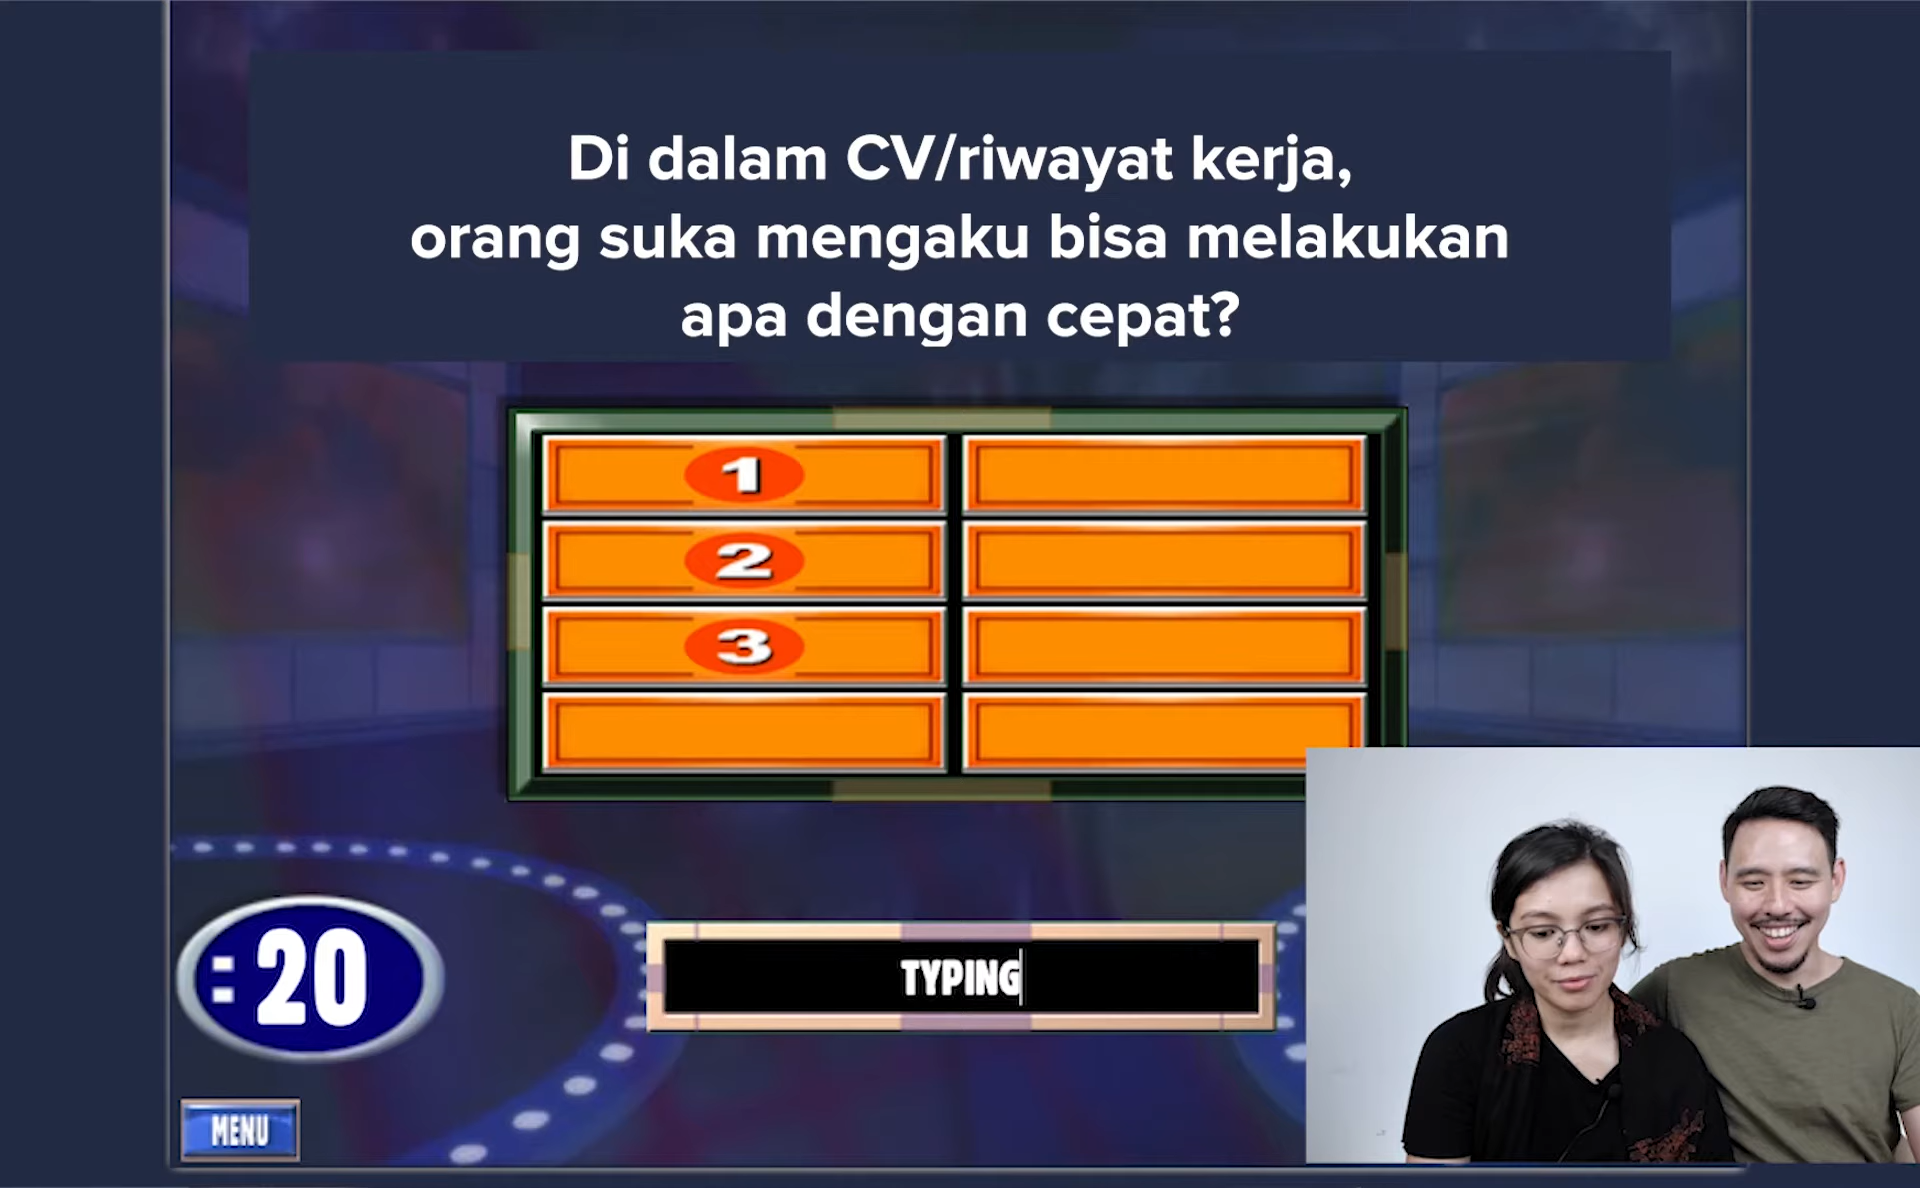 Di dalam CV/riwayat kerja,
orang suka mengaku bisa melakukan
apa dengan cepat?
1
2
3
:20
TYPING
MENU